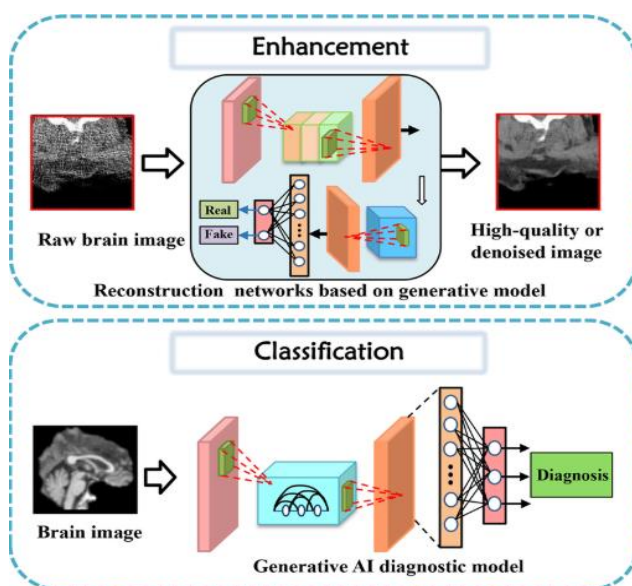 Enhancement
Real
Fake
Raw brain image
High-quality or
denoised image
Reconstruction networks based on generative model
Classification
Diagnosis
Brain image
Generative AI diagnostic model